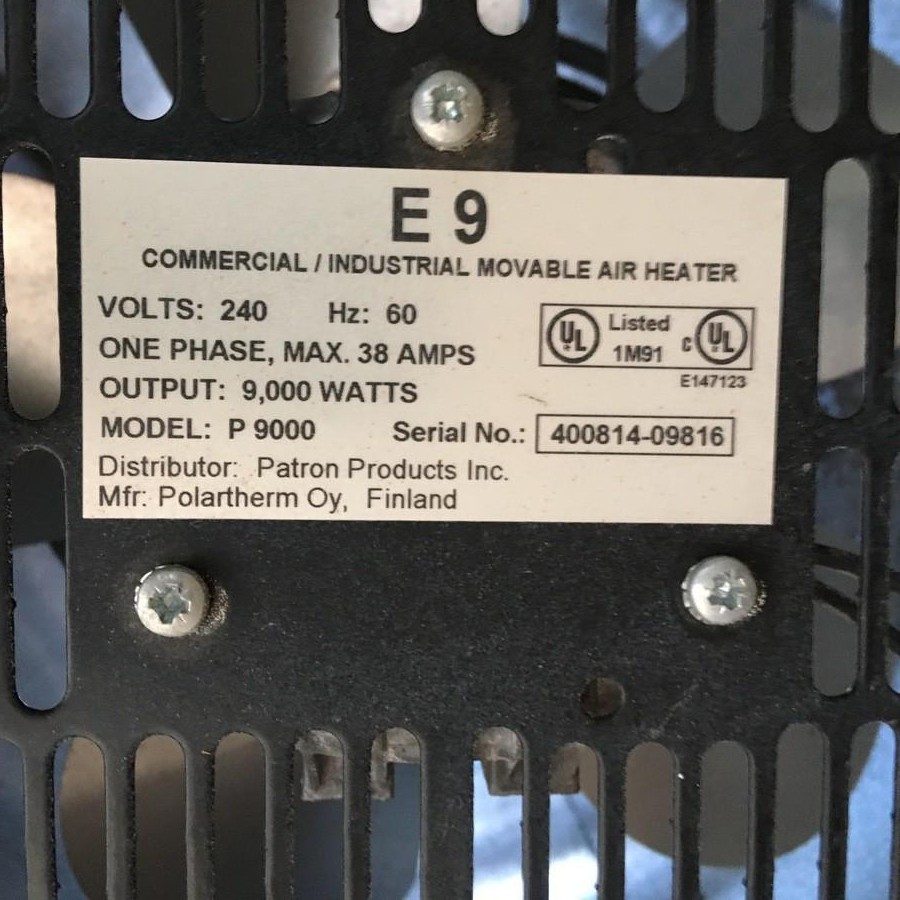 E 9
COMMERCIAL / INDUSTRIAL MOVABLE AIR HEATER
VOLTS: 240 Hz: 60
ONE PHASE, MAX. 38 AMPS
OUTPUT: 9,000 WATTS
MODEL: P 9000 Serial No.: 400814-09816
Distributor: Patron Products Inc.
Mfr: Polartherm Oy, Finland
UL Listed c UL
1M91
E147123